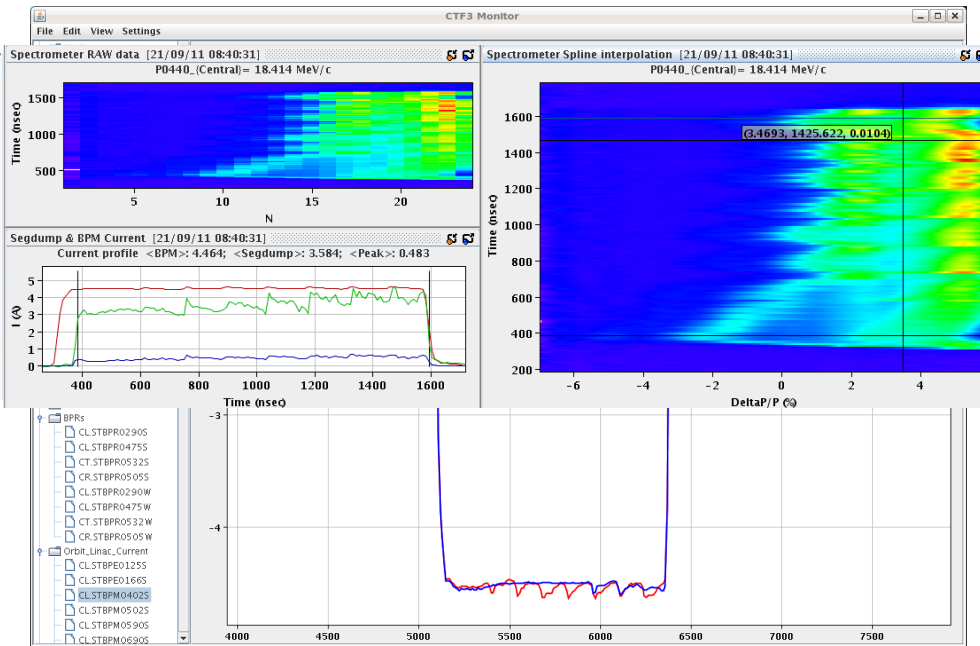 CTF3 Monitor
File Edit View Settings
Spectrometer RAW data [21/09/11 08:40:31]
P0440_{Central}= 18.414 MeV/c
1500
1000
500
Time (nsec)
5 10 15 20
N
Spectrometer Spline interpolation [21/09/11 08:40:31]
P0440_{Central}= 18.414 MeV/c
(3.4693, 1425.622, 0.0104)
1600
1400
1200
1000
800
600
400
200
Time (nsec)
-6 -4 -2 0 2 4
DeltaP/P (%)
Segdump & BPM Current [21/09/11 08:40:31]
Current profile <BPM>: 4.464; <Segdump>: 3.584; <Peak>: 0.483
5
4
3
2
1
0
I (A)
400 600 800 1000 1200 1400 1600
Time (nsec)
BPRs
CL.STBPR0290S
CL.STBPR0475S
CT.STBPR0532S
CR.STBPR0505S
CL.STBPR0290W
CL.STBPR0475W
CT.STBPR0532W
CR.STBPR0505W
Orbit_Linac_Current
CL.STBPE0125S
CL.STBPE0166S
CL.STBPM0402S
CL.STBPM0502S
CL.STBPM0590S
CL.STBPM0690S
-3
-4
4000 4500 5000 5500 6000 6500 7000 7500